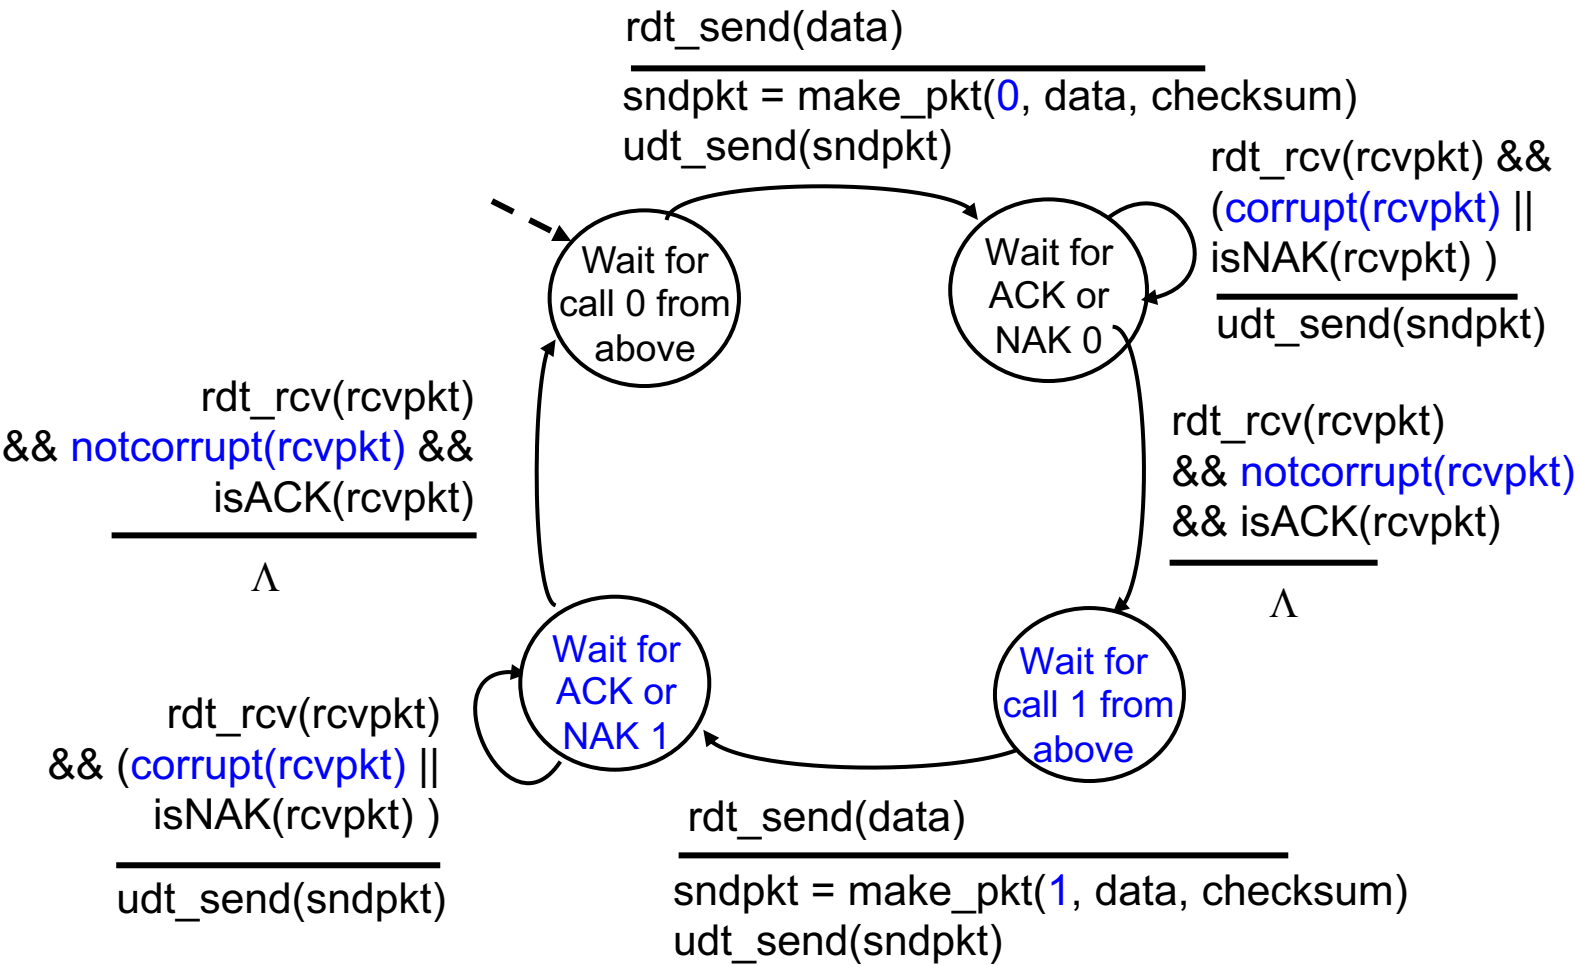 rdt_send(data)
sndpkt = make_pkt(0, data, checksum)
udt_send(sndpkt)
rdt_rcv(rcvpkt) &&
(corrupt(rcvpkt) ||
isNAK(rcvpkt) )
udt_send(sndpkt)
Wait for
call 0 from
above
Wait for
ACK or
NAK 0
rdt_rcv(rcvpkt)
&& notcorrupt(rcvpkt) &&
isACK(rcvpkt)
Λ
rdt_rcv(rcvpkt)
&& notcorrupt(rcvpkt)
&& isACK(rcvpkt)
Λ
Wait for
ACK or
NAK 1
Wait for
call 1 from
above
rdt_rcv(rcvpkt)
&& (corrupt(rcvpkt) ||
isNAK(rcvpkt) )
udt_send(sndpkt)
rdt_send(data)
sndpkt = make_pkt(1, data, checksum)
udt_send(sndpkt)